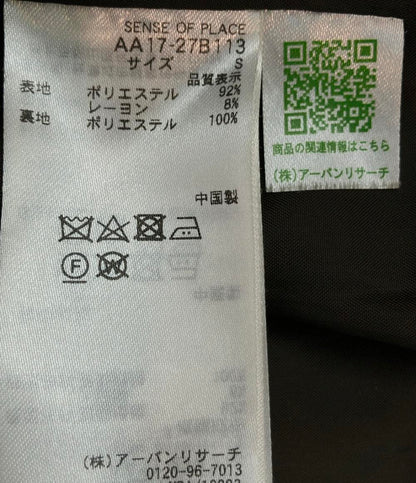 SENSE OF PLACE
AA17-27B113
サイズ S
品質表示
表地 ポリエステル 92%
レーヨン 8%
裏地 ポリエステル 100%
中国製
F
W
(株)アーバンリサーチ
0120-96-7013
商品の関連情報はこちら
(株)アーバンリサーチ